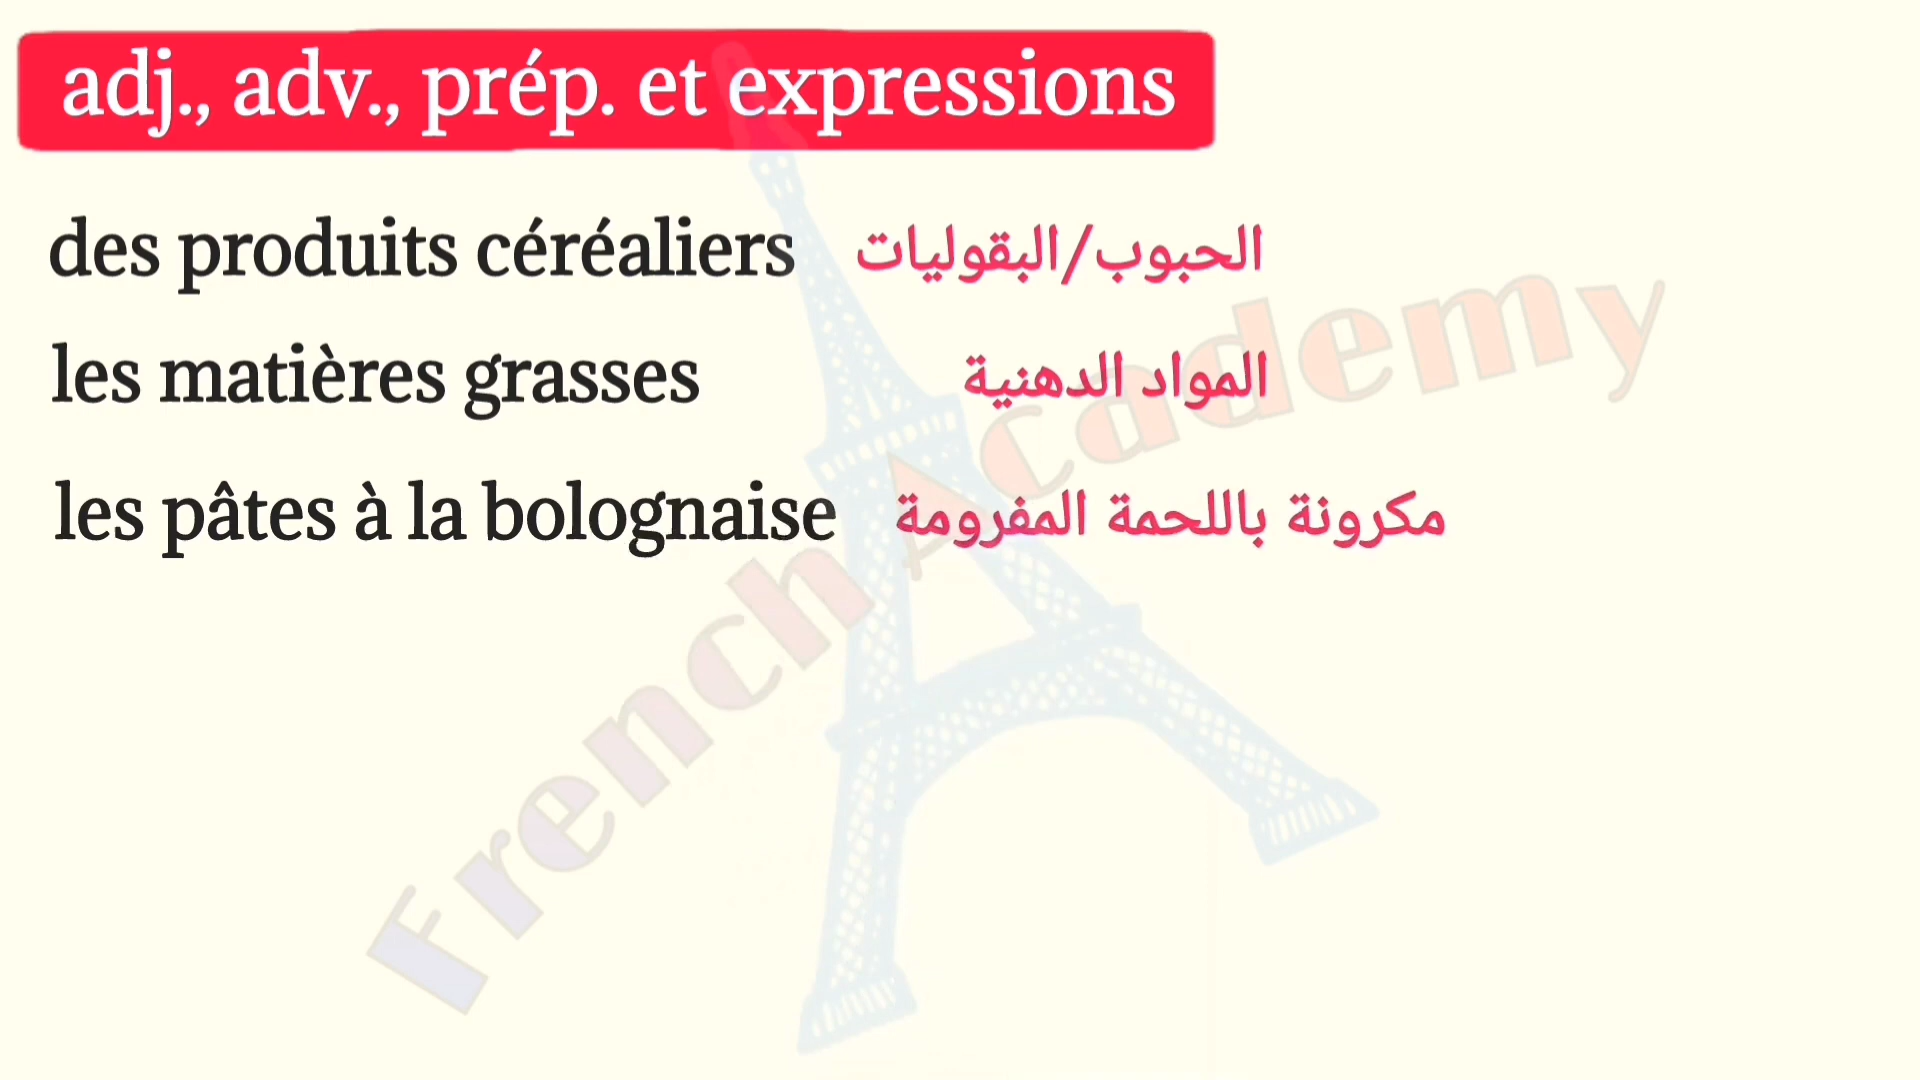 adj., adv., prép. et expressions
des produits céréaliers الحبوب/البقوليات
les matières grasses المواد الدهنية
les pâtes à la bolognaise مكرونة باللحمة المفرومة
French Academy